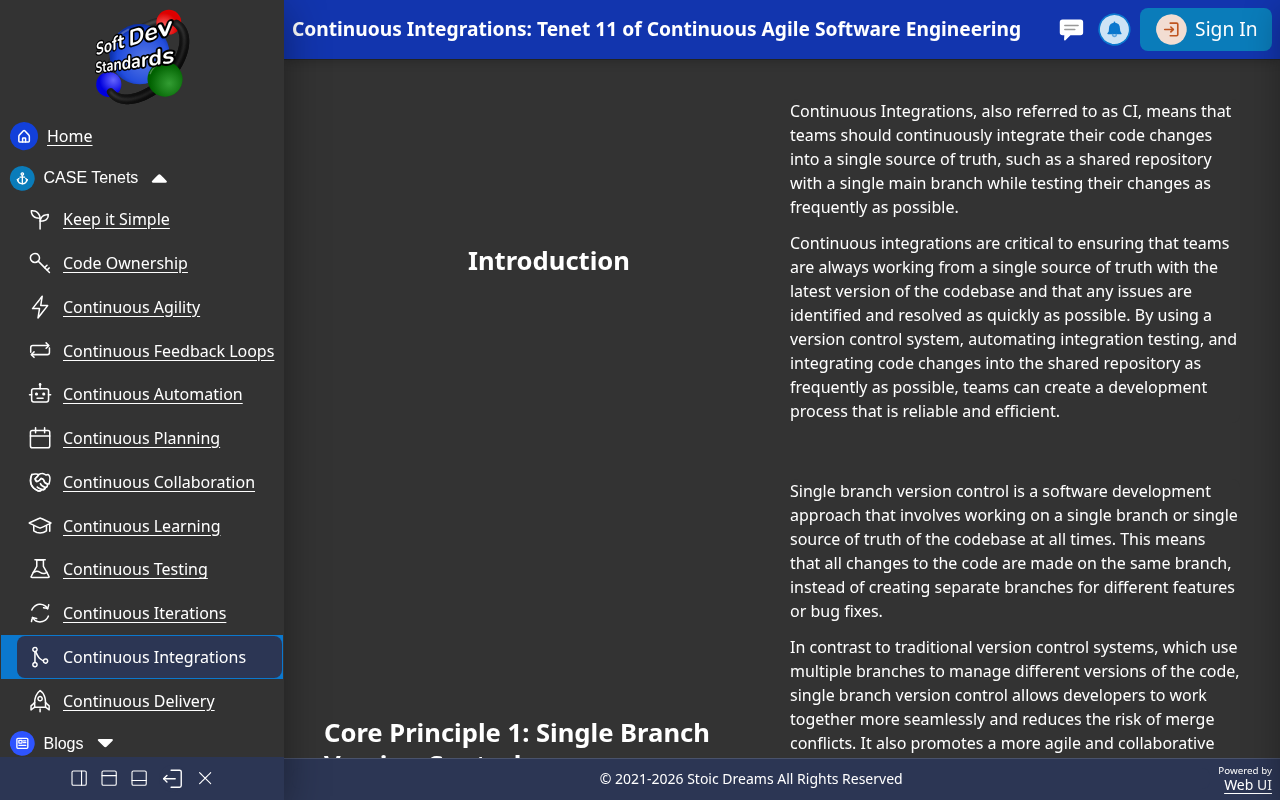 Soft Dev
Standards
Home
CASE Tenets
Keep it Simple
Code Ownership
Continuous Agility
Continuous Feedback Loops
Continuous Automation
Continuous Planning
Continuous Collaboration
Continuous Learning
Continuous Testing
Continuous Iterations
Continuous Integrations
Continuous Delivery
Blogs
Continuous Integrations: Tenet 11 of Continuous Agile Software Engineering
Sign In
Introduction
Continuous Integrations, also referred to as CI, means that
teams should continuously integrate their code changes
into a single source of truth, such as a shared repository
with a single main branch while testing their changes as
frequently as possible.
Continuous integrations are critical to ensuring that teams
are always working from a single source of truth with the
latest version of the codebase and that any issues are
identified and resolved as quickly as possible. By using a
version control system, automating integration testing, and
integrating code changes into the shared repository as
frequently as possible, teams can create a development
process that is reliable and efficient.
Core Principle 1: Single Branch
Single branch version control is a software development
approach that involves working on a single branch or single
source of truth of the codebase at all times. This means
that all changes to the code are made on the same branch,
instead of creating separate branches for different features
or bug fixes.
In contrast to traditional version control systems, which use
multiple branches to manage different versions of the code,
single branch version control allows developers to work
together more seamlessly and reduces the risk of merge
conflicts. It also promotes a more agile and collaborative
© 2021-2026 Stoic Dreams All Rights Reserved
Powered by
Web UI